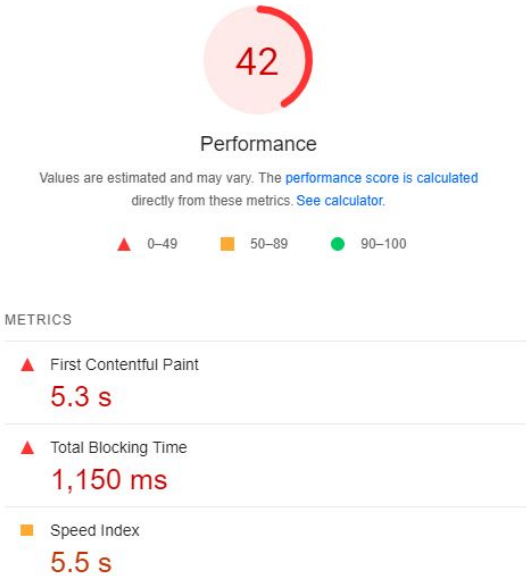 42
Performance
Values are estimated and may vary. The performance score is calculated
directly from these metrics. See calculator.
0–49 50–89 90–100
METRICS
First Contentful Paint
5.3 s
Total Blocking Time
1,150 ms
Speed Index
5.5 s